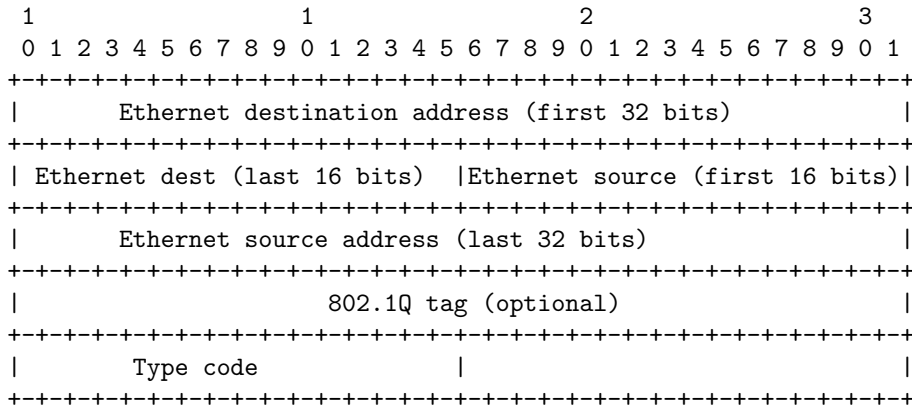 1                   1                   2                   3
0 1 2 3 4 5 6 7 8 9 0 1 2 3 4 5 6 7 8 9 0 1 2 3 4 5 6 7 8 9 0 1
+-+-+-+-+-+-+-+-+-+-+-+-+-+-+-+-+-+-+-+-+-+-+-+-+-+-+-+-+-+-+-+-+
|       Ethernet destination address (first 32 bits)            |
+-+-+-+-+-+-+-+-+-+-+-+-+-+-+-+-+-+-+-+-+-+-+-+-+-+-+-+-+-+-+-+-+
| Ethernet dest (last 16 bits)  |Ethernet source (first 16 bits)|
+-+-+-+-+-+-+-+-+-+-+-+-+-+-+-+-+-+-+-+-+-+-+-+-+-+-+-+-+-+-+-+-+
|       Ethernet source address (last 32 bits)                  |
+-+-+-+-+-+-+-+-+-+-+-+-+-+-+-+-+-+-+-+-+-+-+-+-+-+-+-+-+-+-+-+-+
|                      802.1Q tag (optional)                    |
+-+-+-+-+-+-+-+-+-+-+-+-+-+-+-+-+-+-+-+-+-+-+-+-+-+-+-+-+-+-+-+-+
|        Type code              |                               |
+-+-+-+-+-+-+-+-+-+-+-+-+-+-+-+-+-+-+-+-+-+-+-+-+-+-+-+-+-+-+-+-+